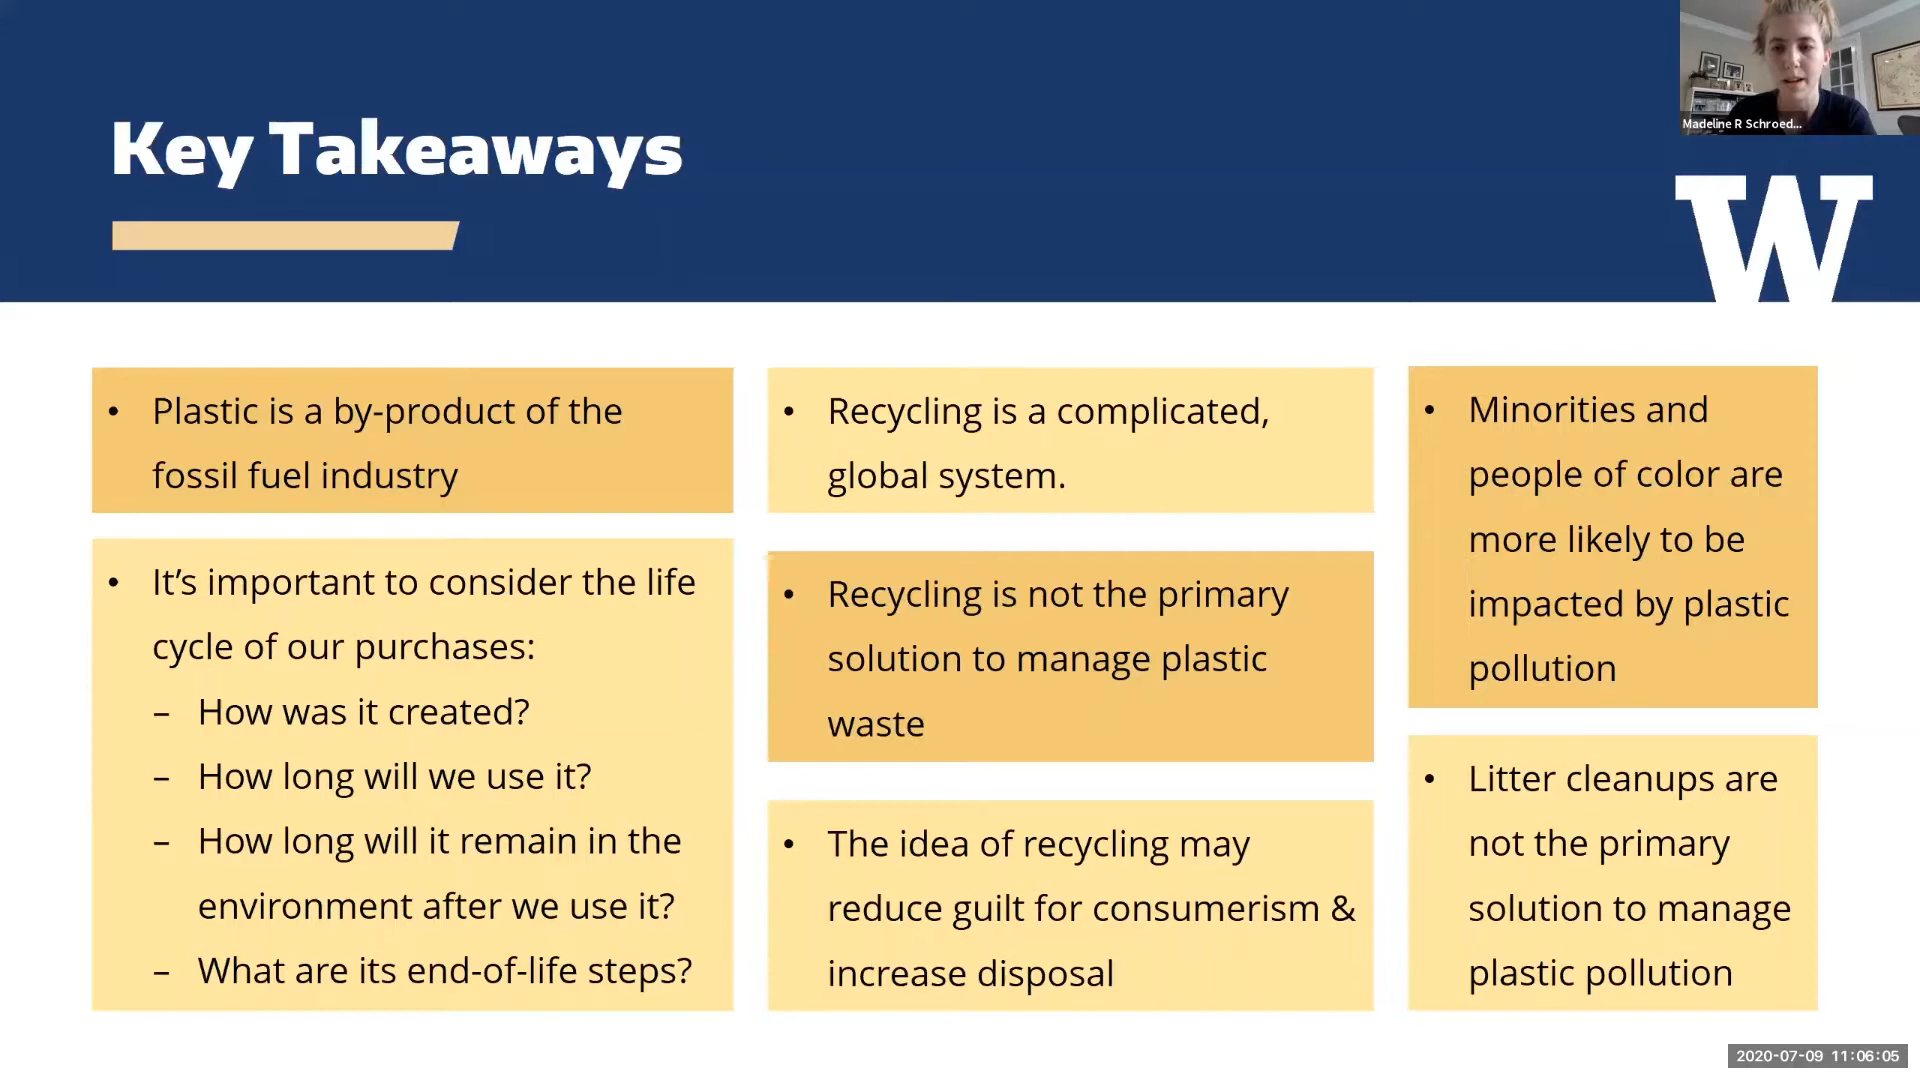 Key Takeaways
Madeline R Schroed...
W
• Plastic is a by-product of the
fossil fuel industry
• It’s important to consider the life
cycle of our purchases:
– How was it created?
– How long will we use it?
– How long will it remain in the
environment after we use it?
– What are its end-of-life steps?
• Recycling is a complicated,
global system.
• Recycling is not the primary
solution to manage plastic
waste
• The idea of recycling may
reduce guilt for consumerism &
increase disposal
• Minorities and
people of color are
more likely to be
impacted by plastic
pollution
• Litter cleanups are
not the primary
solution to manage
plastic pollution
2020-07-09 11:06:05